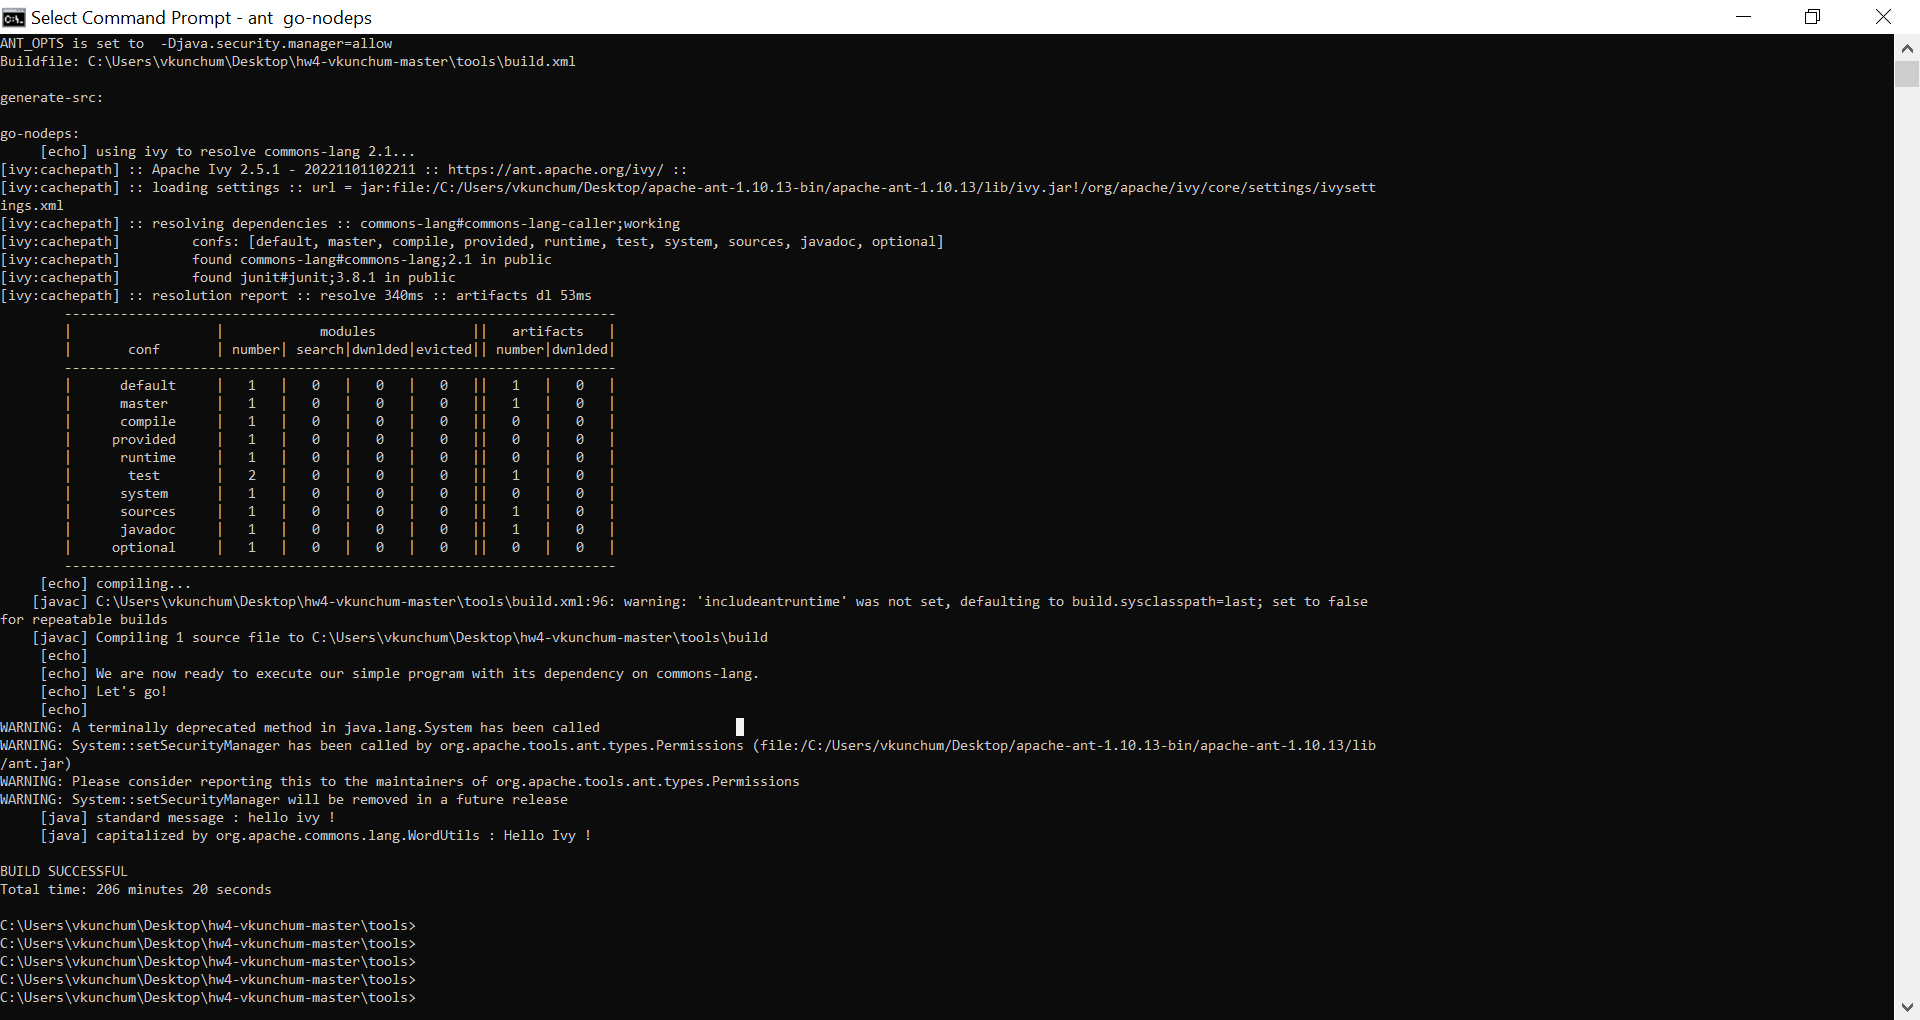 Select Command Prompt - ant  go-nodeps
ANT_OPTS is set to  -Djava.security.manager=allow
Buildfile: C:\Users\vkunchum\Desktop\hw4-vkunchum-master\tools\build.xml
generate-src:
go-nodeps:
     [echo] using ivy to resolve commons-lang 2.1...
[ivy:cachepath] :: Apache Ivy 2.5.1 - 20221101102211 :: https://ant.apache.org/ivy/ ::
[ivy:cachepath] :: loading settings :: url = jar:file:/C:/Users/vkunchum/Desktop/apache-ant-1.10.13-bin/apache-ant-1.10.13/lib/ivy.jar!/org/apache/ivy/core/settings/ivysett
ings.xml
[ivy:cachepath] :: resolving dependencies :: commons-lang#commons-lang-caller;working
[ivy:cachepath]         confs: [default, master, compile, provided, runtime, test, system, sources, javadoc, optional]
[ivy:cachepath]         found commons-lang#commons-lang;2.1 in public
[ivy:cachepath]         found junit#junit;3.8.1 in public
[ivy:cachepath] :: resolution report :: resolve 340ms :: artifacts dl 53ms
        ---------------------------------------------------------------------
        |                  |            modules            ||   artifacts   |
        |       conf       | number| search|dwnlded|evicted|| number|dwnlded|
        ---------------------------------------------------------------------
        |      default     |   1   |   0   |   0   |   0   ||   1   |   0   |
        |      master      |   1   |   0   |   0   |   0   ||   1   |   0   |
        |      compile     |   1   |   0   |   0   |   0   ||   0   |   0   |
        |     provided     |   1   |   0   |   0   |   0   ||   0   |   0   |
        |      runtime     |   1   |   0   |   0   |   0   ||   0   |   0   |
        |       test       |   2   |   0   |   0   |   0   ||   1   |   0   |
        |      system      |   1   |   0   |   0   |   0   ||   0   |   0   |
        |      sources     |   1   |   0   |   0   |   0   ||   1   |   0   |
        |      javadoc     |   1   |   0   |   0   |   0   ||   1   |   0   |
        |     optional     |   1   |   0   |   0   |   0   ||   0   |   0   |
        ---------------------------------------------------------------------
     [echo] compiling...
    [javac] C:\Users\vkunchum\Desktop\hw4-vkunchum-master\tools\build.xml:96: warning: 'includeantruntime' was not set, defaulting to build.sysclasspath=last; set to false
for repeatable builds
    [javac] Compiling 1 source file to C:\Users\vkunchum\Desktop\hw4-vkunchum-master\tools\build
     [echo]
     [echo] We are now ready to execute our simple program with its dependency on commons-lang.
     [echo] Let's go!
     [echo]
WARNING: A terminally deprecated method in java.lang.System has been called
WARNING: System::setSecurityManager has been called by org.apache.tools.ant.types.Permissions (file:/C:/Users/vkunchum/Desktop/apache-ant-1.10.13-bin/apache-ant-1.10.13/lib
/ant.jar)
WARNING: Please consider reporting this to the maintainers of org.apache.tools.ant.types.Permissions
WARNING: System::setSecurityManager will be removed in a future release
     [java] standard message : hello ivy !
     [java] capitalized by org.apache.commons.lang.WordUtils : Hello Ivy !
BUILD SUCCESSFUL
Total time: 206 minutes 20 seconds
C:\Users\vkunchum\Desktop\hw4-vkunchum-master\tools>
C:\Users\vkunchum\Desktop\hw4-vkunchum-master\tools>
C:\Users\vkunchum\Desktop\hw4-vkunchum-master\tools>
C:\Users\vkunchum\Desktop\hw4-vkunchum-master\tools>
C:\Users\vkunchum\Desktop\hw4-vkunchum-master\tools>